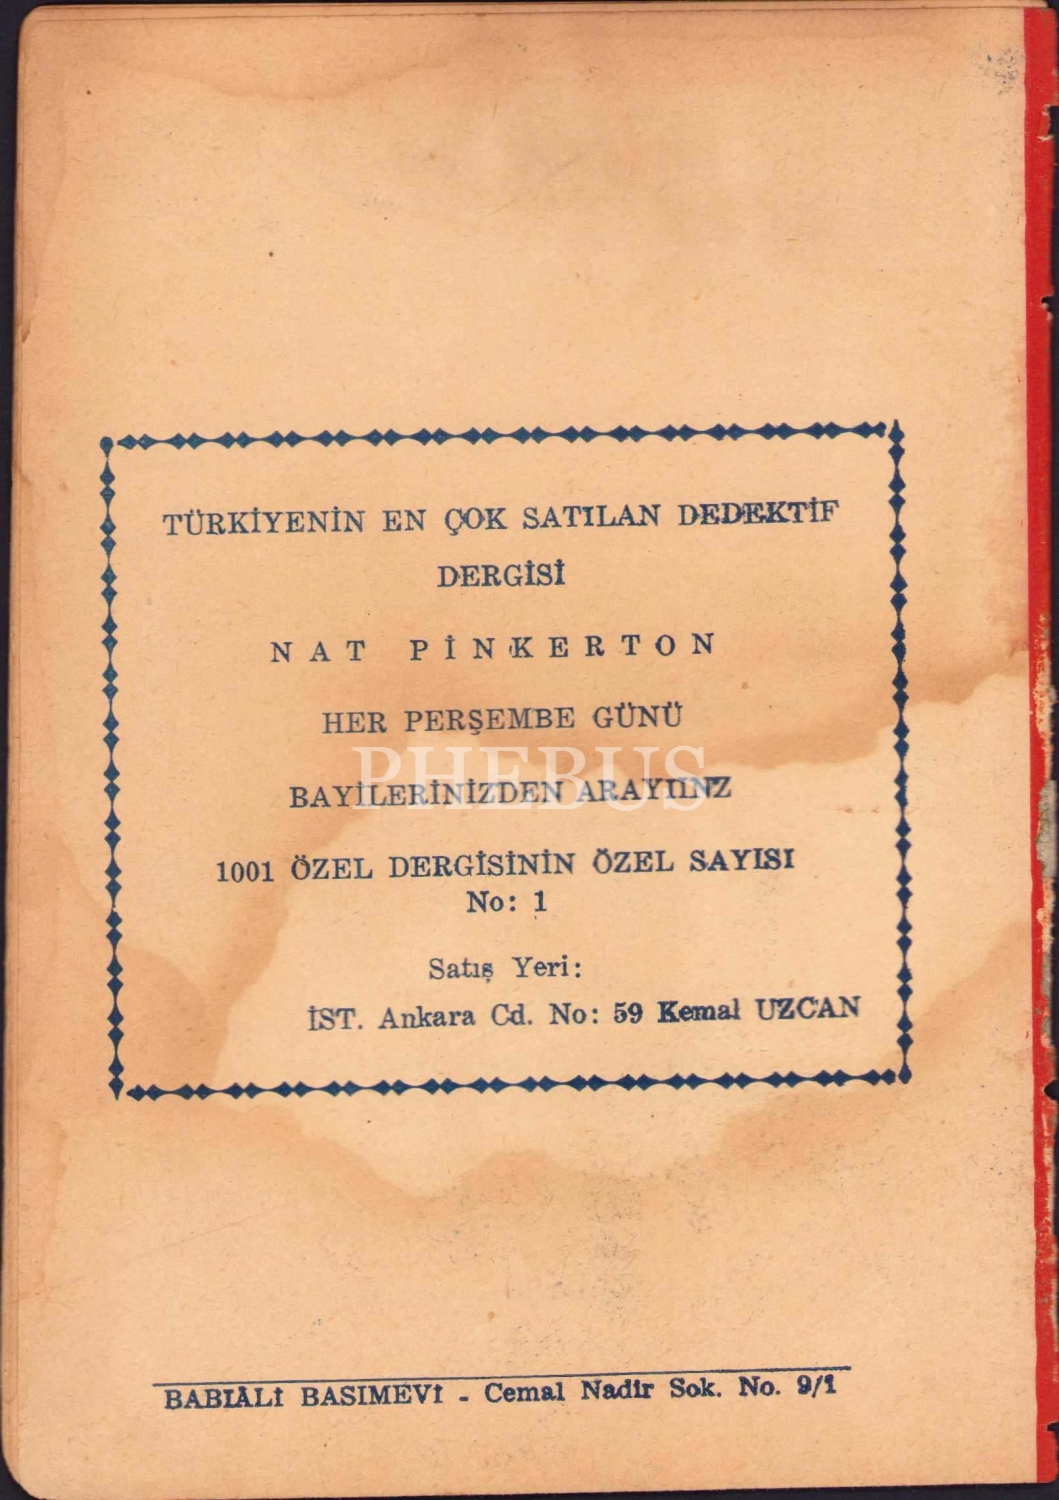 TÜRKİYENİN EN ÇOK SATILAN DEDEKTİF
DERGİSİ
NAT PİNKERTON
HER PERŞEMBE GÜNÜ
PHEBUS
BAYİLERİNİZDEN ARAYIINZ
1001 ÖZEL DERGİSİNİN ÖZEL SAYISI
No: 1
Satış Yeri:
İST. Ankara Cd. No: 59 Kemal UZCAN
BABIÂLİ BASIMEVİ - Cemal Nadir Sok. No. 9/1